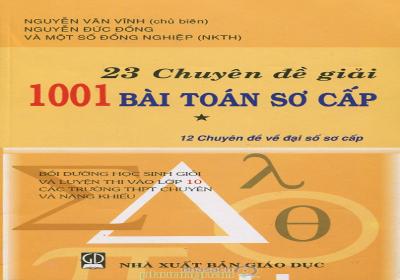 NGUYỄN VĂN VĨNH (chủ biên)
NGUYỄN ĐỨC ĐỒNG
VÀ MỘT SỐ ĐỒNG NGHIỆP (NKTH)
23 Chuyên đề giải
1001 BÀI TOÁN SƠ CẤP
★
12 Chuyên đề về đại số sơ cấp
BỒI DƯỠNG HỌC SINH GIỎI
VÀ LUYỆN THI VÀO LỚP 10
CÁC TRƯỜNG THPT CHUYÊN
VÀ NĂNG KHIẾU
Σ Δ λ θ
GD
NHÀ XUẤT BẢN GIÁO DỤC